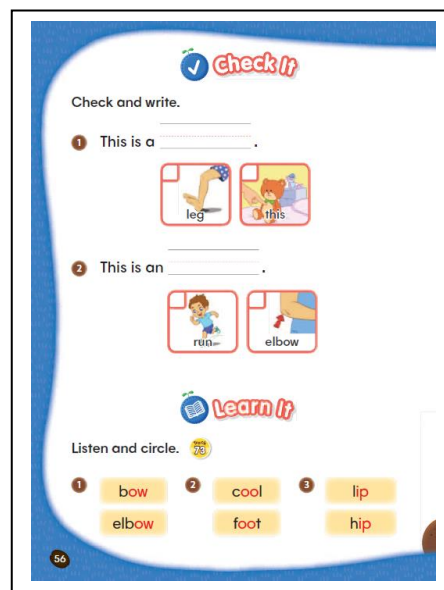 Check It
Check and write.
1 This is a .
leg this
2 This is an .
run elbow
Learn It
Listen and circle. Track 73
1 bow 2 cool 3 lip
elbow foot hip
56